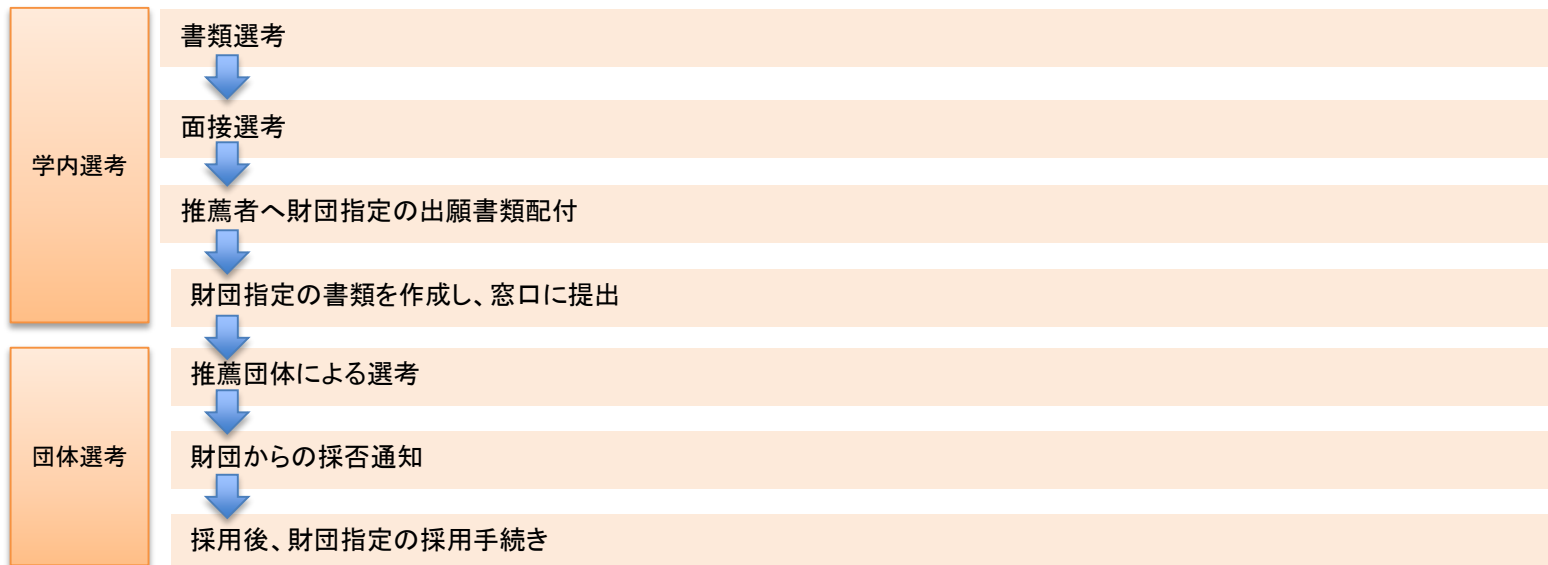 学内選考
書類選考
面接選考
推薦者へ財団指定の出願書類配付
財団指定の書類を作成し、窓口に提出
団体選考
推薦団体による選考
財団からの採否通知
採用後、財団指定の採用手続き